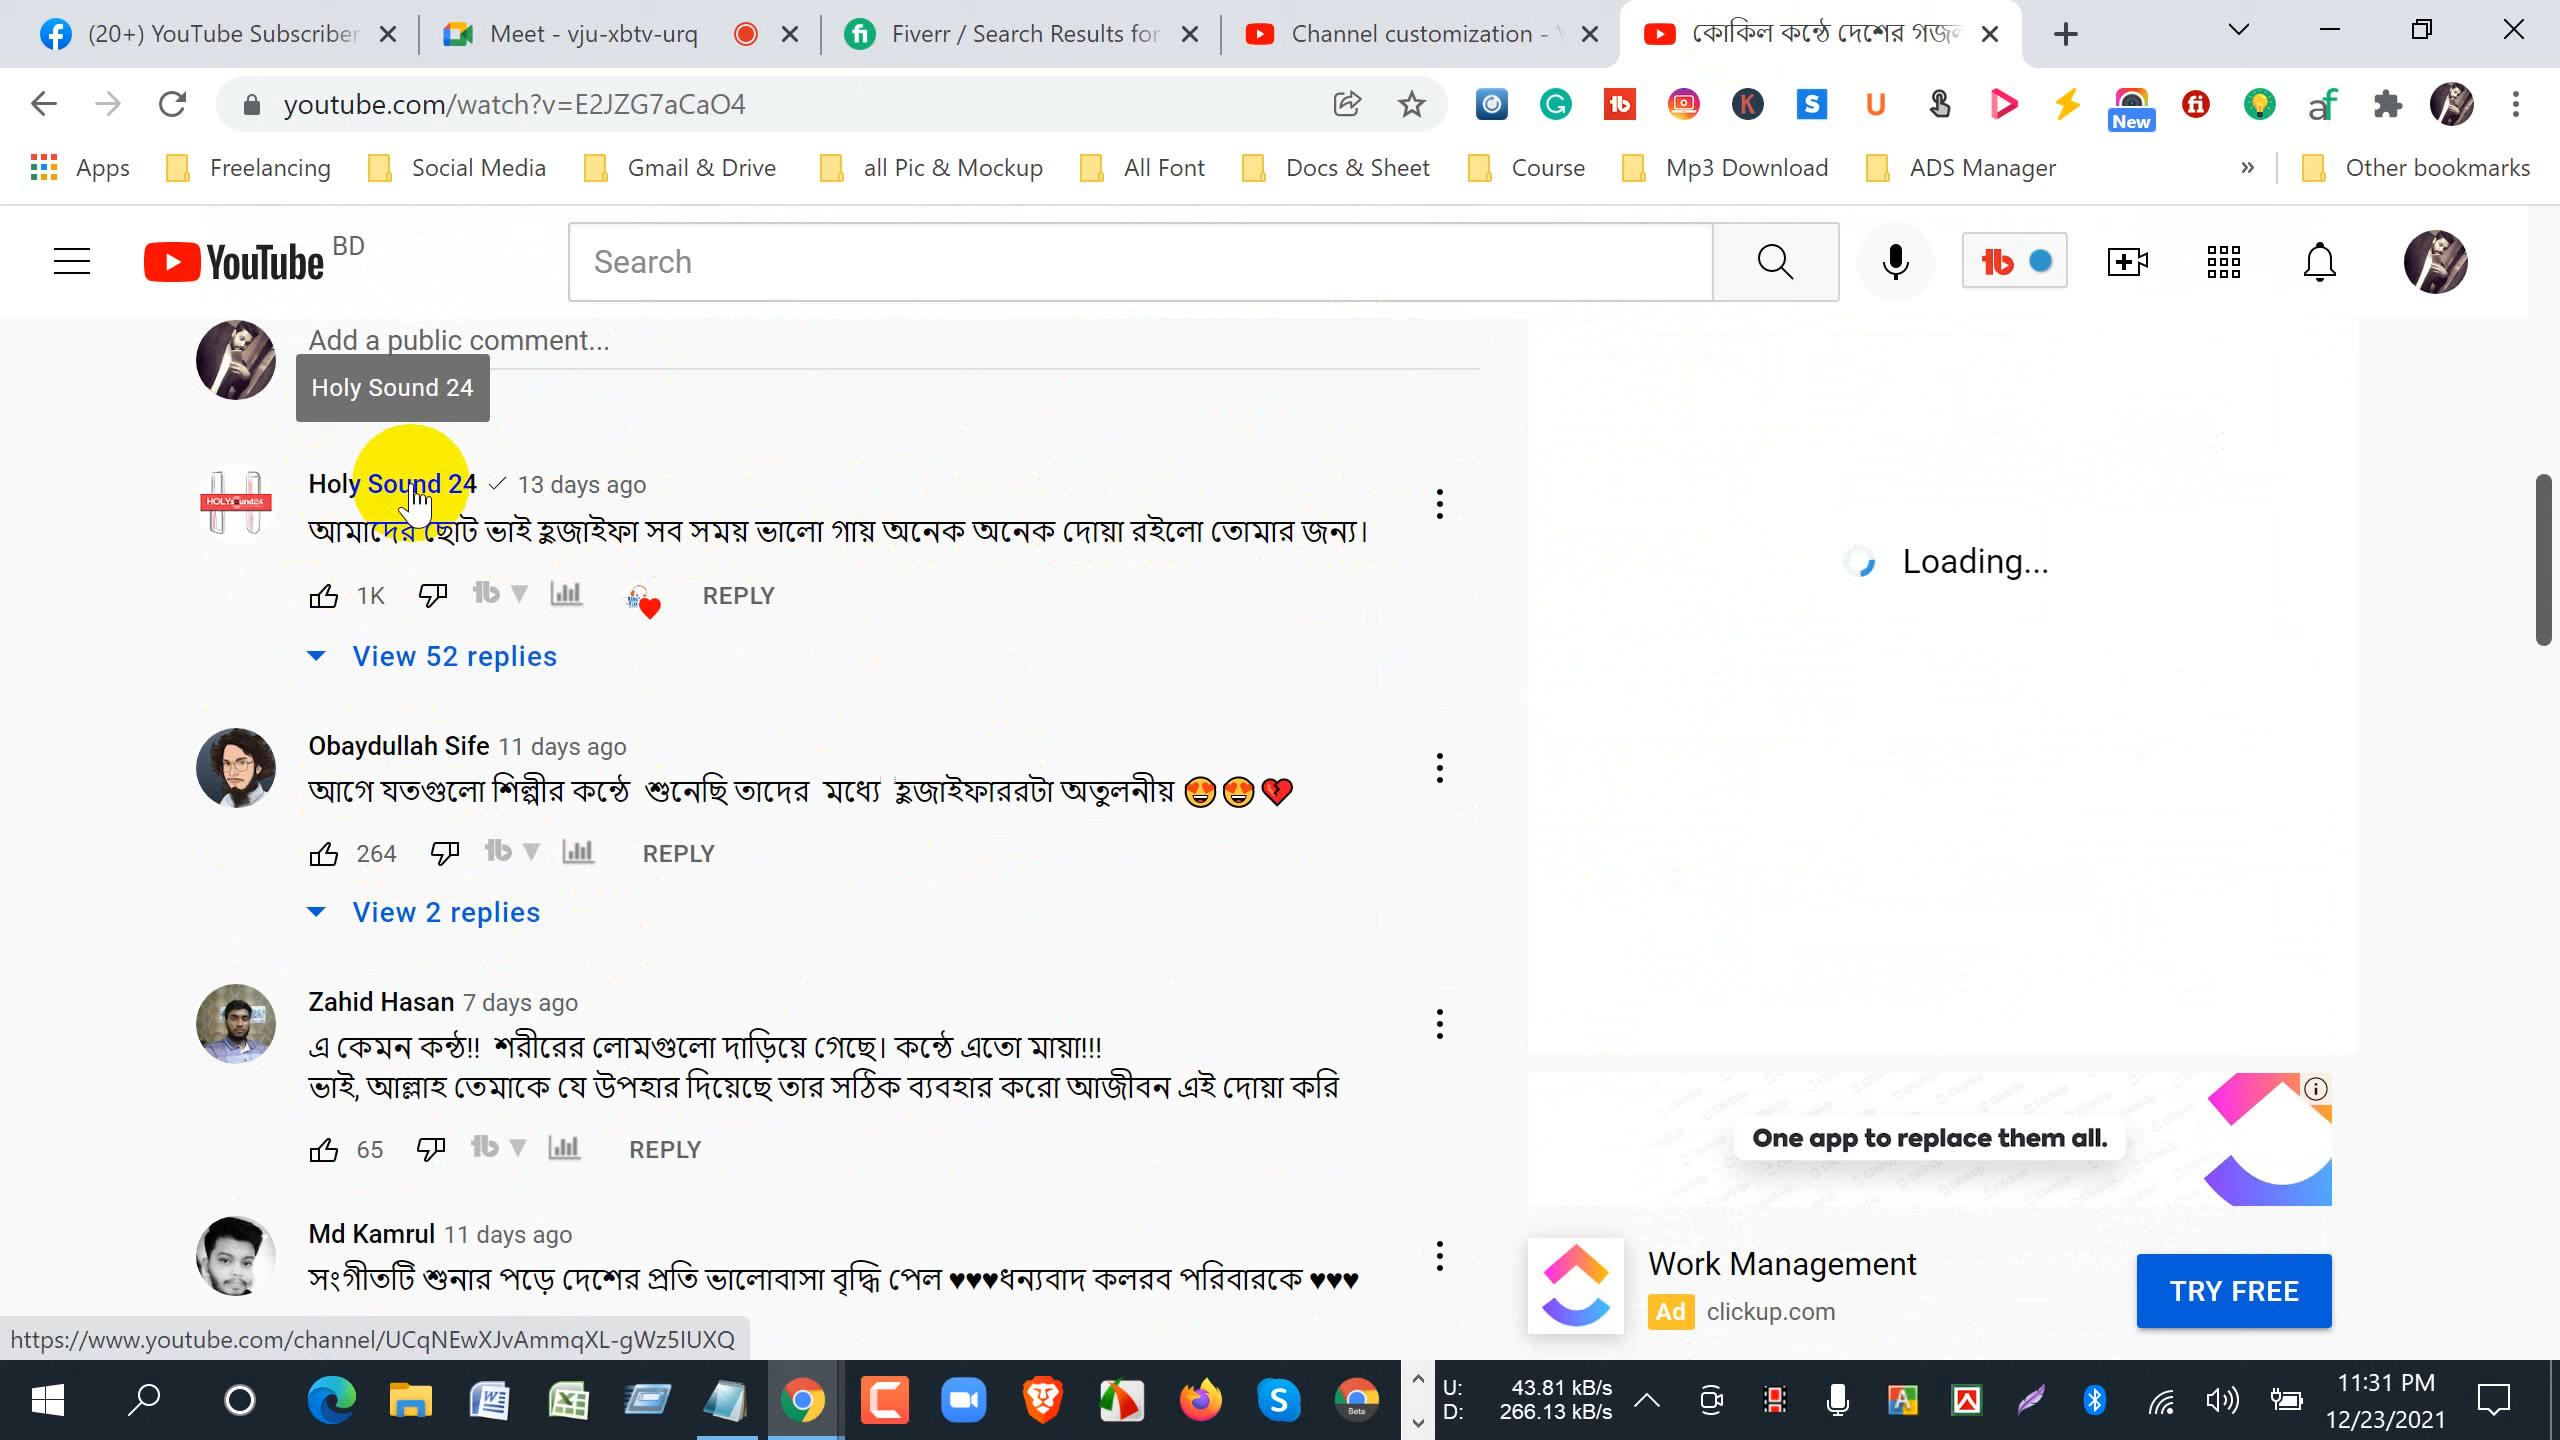 (20+) YouTube Subscriber
Meet - vju-xbtv-urq
Fiverr / Search Results for
Channel customization -
কোকিল কন্ঠে দেশের গজল
youtube.com/watch?v=E2JZG7aCaO4
New
Apps
Freelancing
Social Media
Gmail & Drive
all Pic & Mockup
All Font
Docs & Sheet
Course
Mp3 Download
ADS Manager
»
Other bookmarks
YouTube BD
Search
Add a public comment...
Holy Sound 24
Holy Sound 24 13 days ago
আমাদের ছোট ভাই হুজাইফা সব সময় ভালো গায় অনেক অনেক দোয়া রইলো তোমার জন্য।
1K
REPLY
View 52 replies
Obaydullah Sife 11 days ago
আগে যতগুলো শিল্পীর কন্ঠে শুনেছি তাদের মধ্যে হুজাইফাররটা অতুলনীয় 😍😍💔
264
REPLY
View 2 replies
Zahid Hasan 7 days ago
এ কেমন কন্ঠ!! শরীরের লোমগুলো দাড়িয়ে গেছে। কন্ঠে এতো মায়া!!!
ভাই, আল্লাহ তেমাকে যে উপহার দিয়েছে তার সঠিক ব্যবহার করো আজীবন এই দোয়া করি
65
REPLY
Md Kamrul 11 days ago
সংগীতটি শুনার পড়ে দেশের প্রতি ভালোবাসা বৃদ্ধি পেল ♥♥♥ধন্যবাদ কলরব পরিবারকে ♥♥♥
Loading...
One app to replace them all.
Work Management
Ad clickup.com
TRY FREE
https://www.youtube.com/channel/UCqNEwXJvAmmqXL-gWz5IUXQ
U: 43.81 kB/s
D: 266.13 kB/s
11:31 PM
12/23/2021